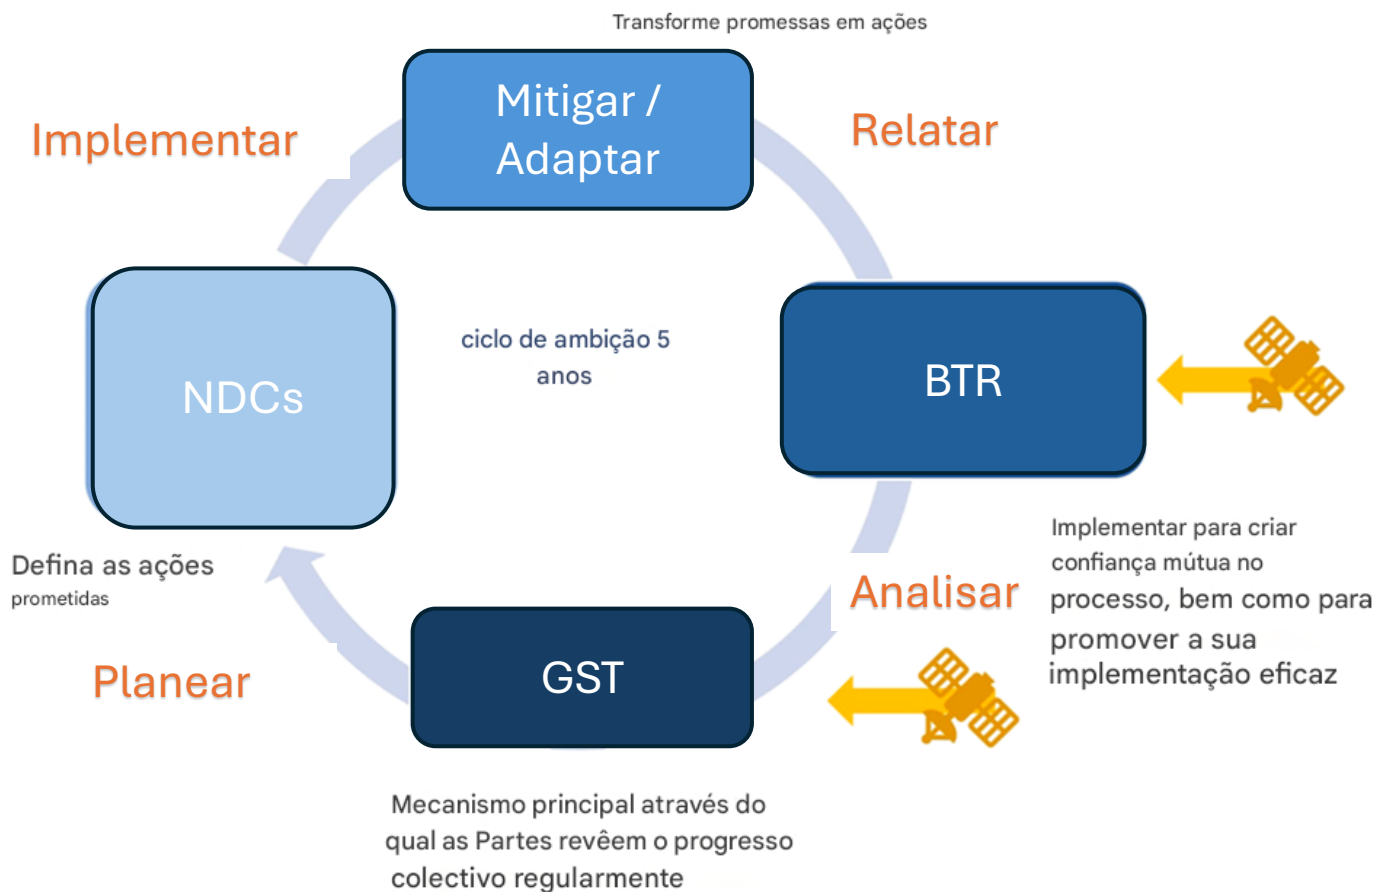 Transforme promessas em ações
Mitigar /
Adaptar
Implementar
Relatar
NDCs
ciclo de ambição 5
anos
BTR
Defina as ações
prometidas
Implementar para criar
confiança mútua no
processo, bem como para
promover a sua
implementação eficaz
Analisar
Planear
GST
Mecanismo principal através do
qual as Partes revêem o progresso
colectivo regularmente